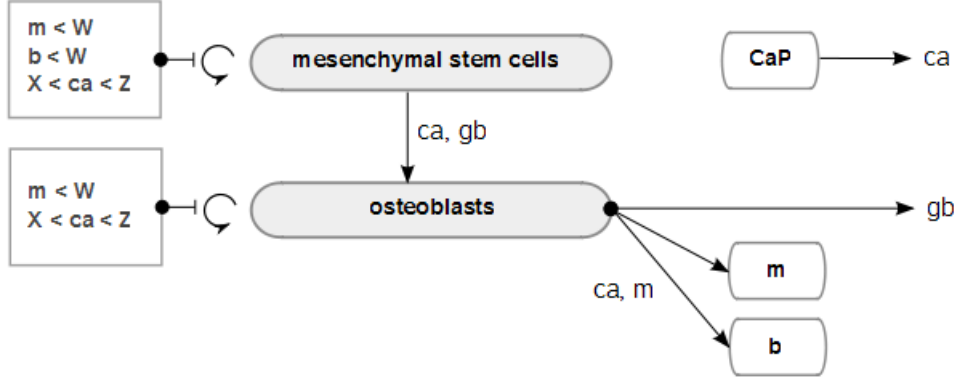 m < W
b < W
X < ca < Z
mesenchymal stem cells
CaP
ca
ca, gb
m < W
X < ca < Z
osteoblasts
gb
m
ca, m
b